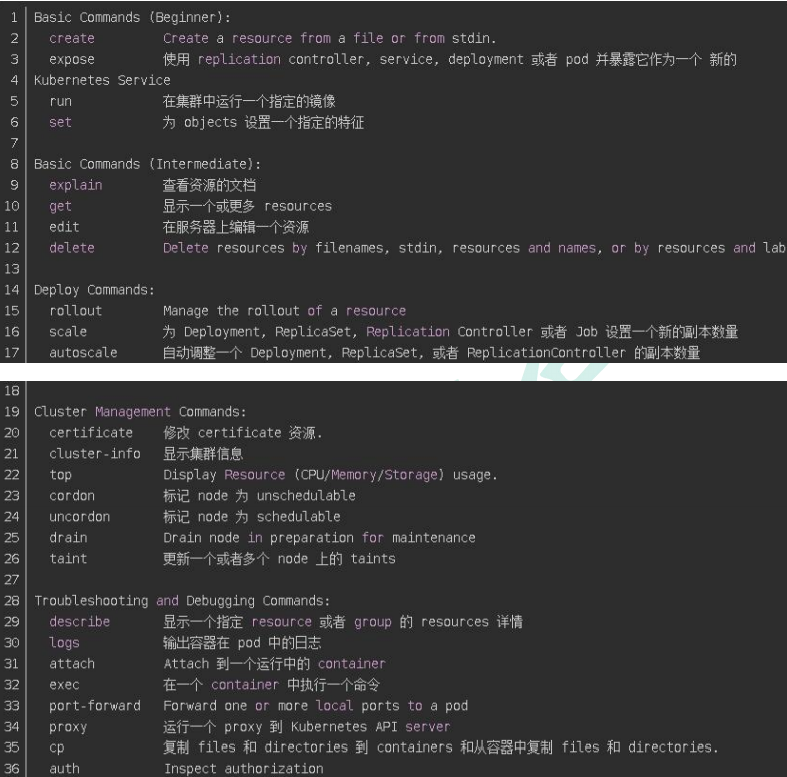 1 Basic Commands (Beginner):
2 create Create a resource from a file or from stdin.
3 expose 使用 replication controller, service, deployment 或者 pod 并暴露它作为一个 新的
4 Kubernetes Service
5 run 在集群中运行一个指定的镜像
6 set 为 objects 设置一个指定的特征
7
8 Basic Commands (Intermediate):
9 explain 查看资源的文档
10 get 显示一个或更多 resources
11 edit 在服务器上编辑一个资源
12 delete Delete resources by filenames, stdin, resources and names, or by resources and lab
13
14 Deploy Commands:
15 rollout Manage the rollout of a resource
16 scale 为 Deployment, ReplicaSet, Replication Controller 或者 Job 设置一个新的副本数量
17 autoscale 自动调整一个 Deployment, ReplicaSet, 或者 ReplicationController 的副本数量
18
19 Cluster Management Commands:
20 certificate 修改 certificate 资源.
21 cluster-info 显示集群信息
22 top Display Resource (CPU/Memory/Storage) usage.
23 cordon 标记 node 为 unschedulable
24 uncordon 标记 node 为 schedulable
25 drain Drain node in preparation for maintenance
26 taint 更新一个或者多个 node 上的 taints
27
28 Troubleshooting and Debugging Commands:
29 describe 显示一个指定 resource 或者 group 的 resources 详情
30 logs 输出容器在 pod 中的日志
31 attach Attach 到一个运行中的 container
32 exec 在一个 container 中执行一个命令
33 port-forward Forward one or more local ports to a pod
34 proxy 运行一个 proxy 到 Kubernetes API server
35 cp 复制 files 和 directories 到 containers 和从容器中复制 files 和 directories.
36 auth Inspect authorization